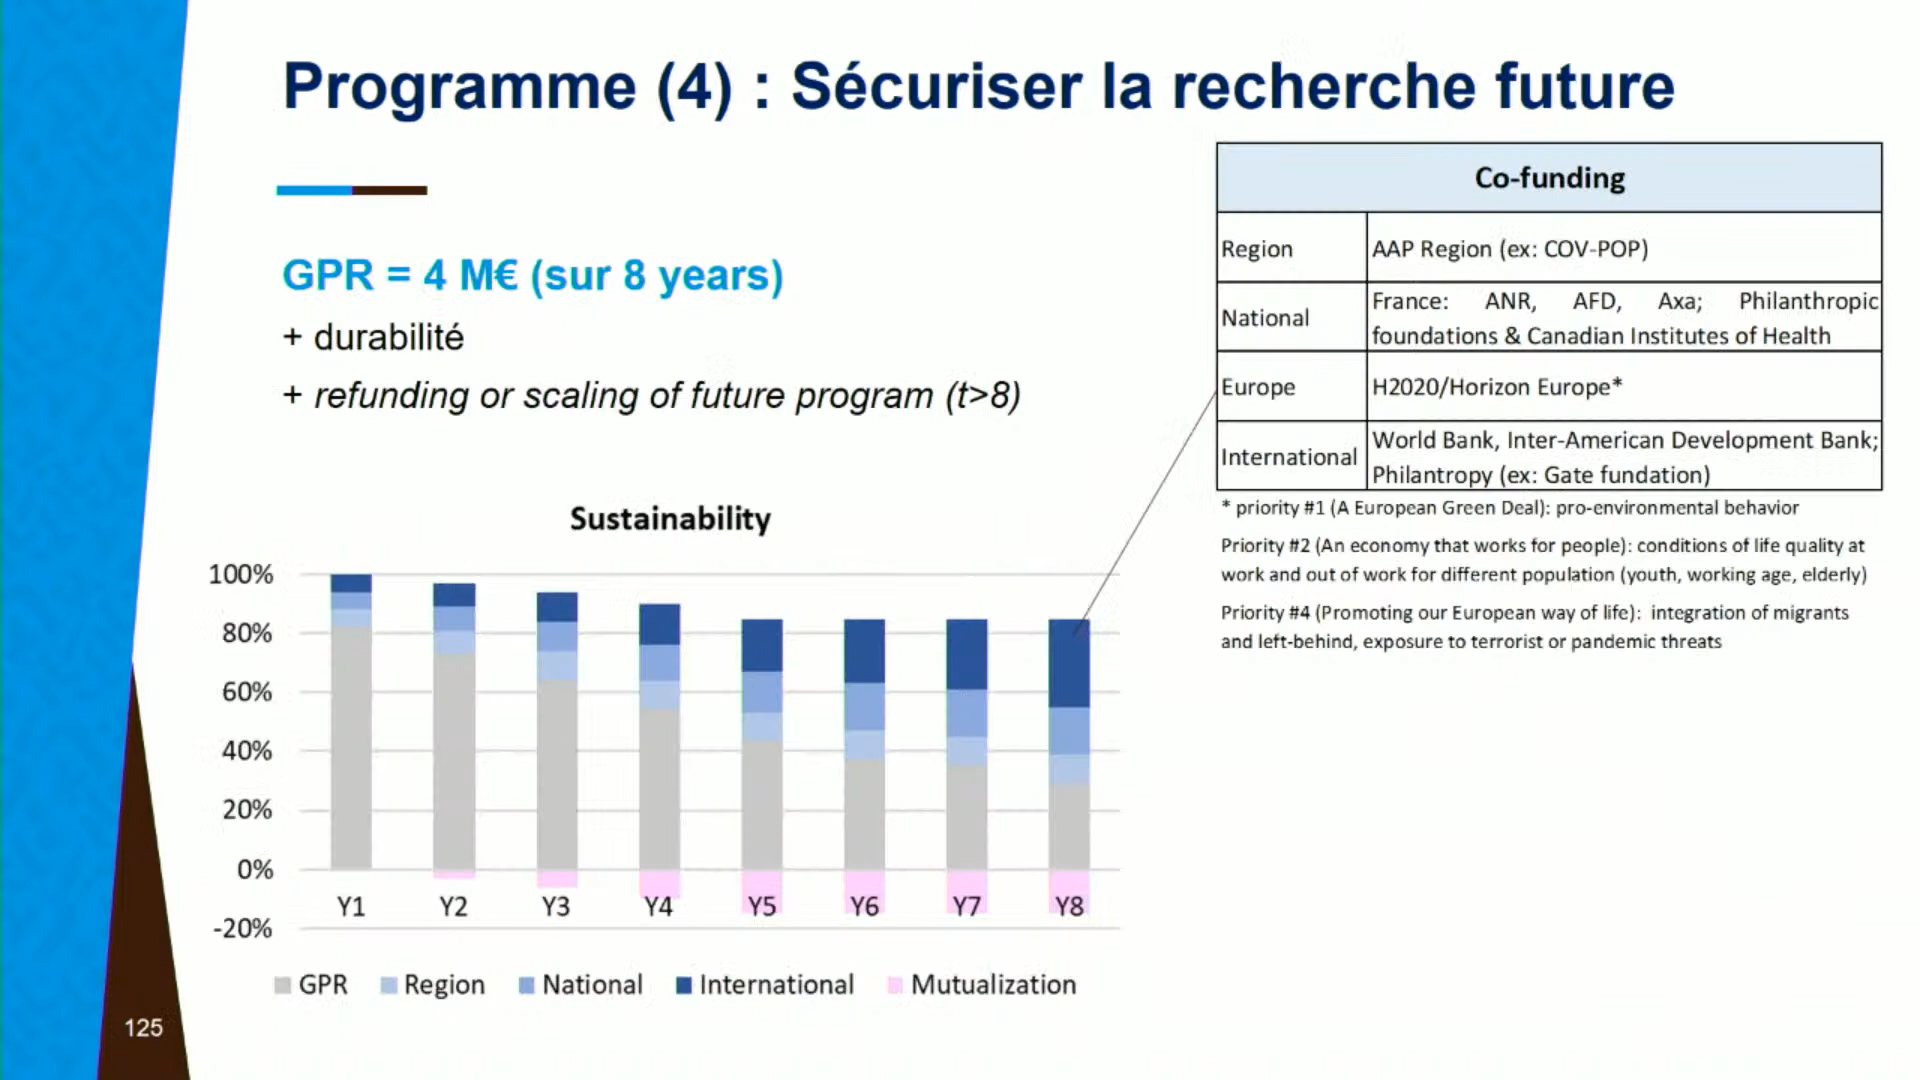 Programme (4) : Sécuriser la recherche future
GPR = 4 M€ (sur 8 years)
+ durabilité
+ refunding or scaling of future program (t>8)
Co-funding
Region
AAP Region (ex: COV-POP)
National
France: ANR, AFD, Axa; Philanthropic
foundations & Canadian Institutes of Health
Europe
H2020/Horizon Europe*
International
World Bank, Inter-American Development Bank;
Philantropy (ex: Gate fundation)
* priority #1 (A European Green Deal): pro-environmental behavior
Priority #2 (An economy that works for people): conditions of life quality at
work and out of work for different population (youth, working age, elderly)
Priority #4 (Promoting our European way of life): integration of migrants
and left-behind, exposure to terrorist or pandemic threats
Sustainability
100%
80%
60%
40%
20%
0%
-20%
Y1 Y2 Y3 Y4 Y5 Y6 Y7 Y8
GPR Region National International Mutualization
125